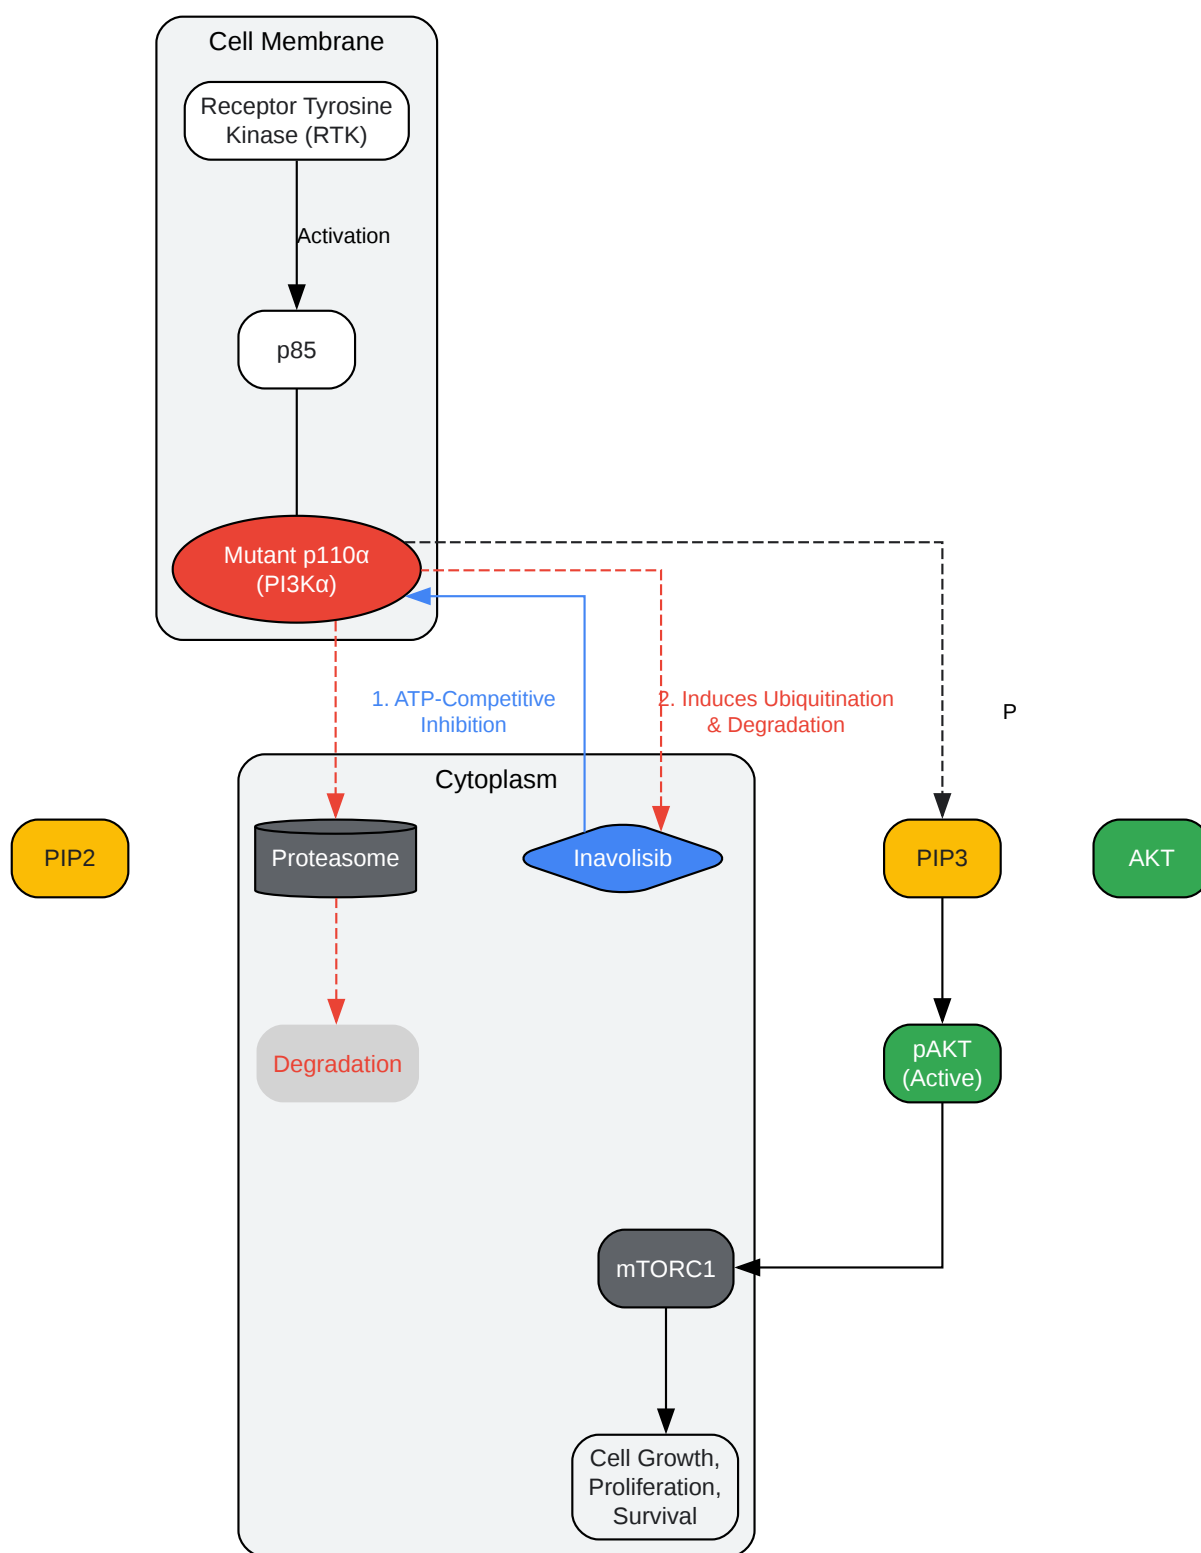 Cell Membrane
Receptor Tyrosine
Kinase (RTK)
Activation
p85
Mutant p110α
(PI3Kα)
1. ATP-Competitive
Inhibition
2. Induces Ubiquitination
& Degradation
P
Cytoplasm
PIP2
Proteasome
Inavolisib
PIP3
AKT
Degradation
pAKT
(Active)
mTORC1
Cell Growth,
Proliferation,
Survival